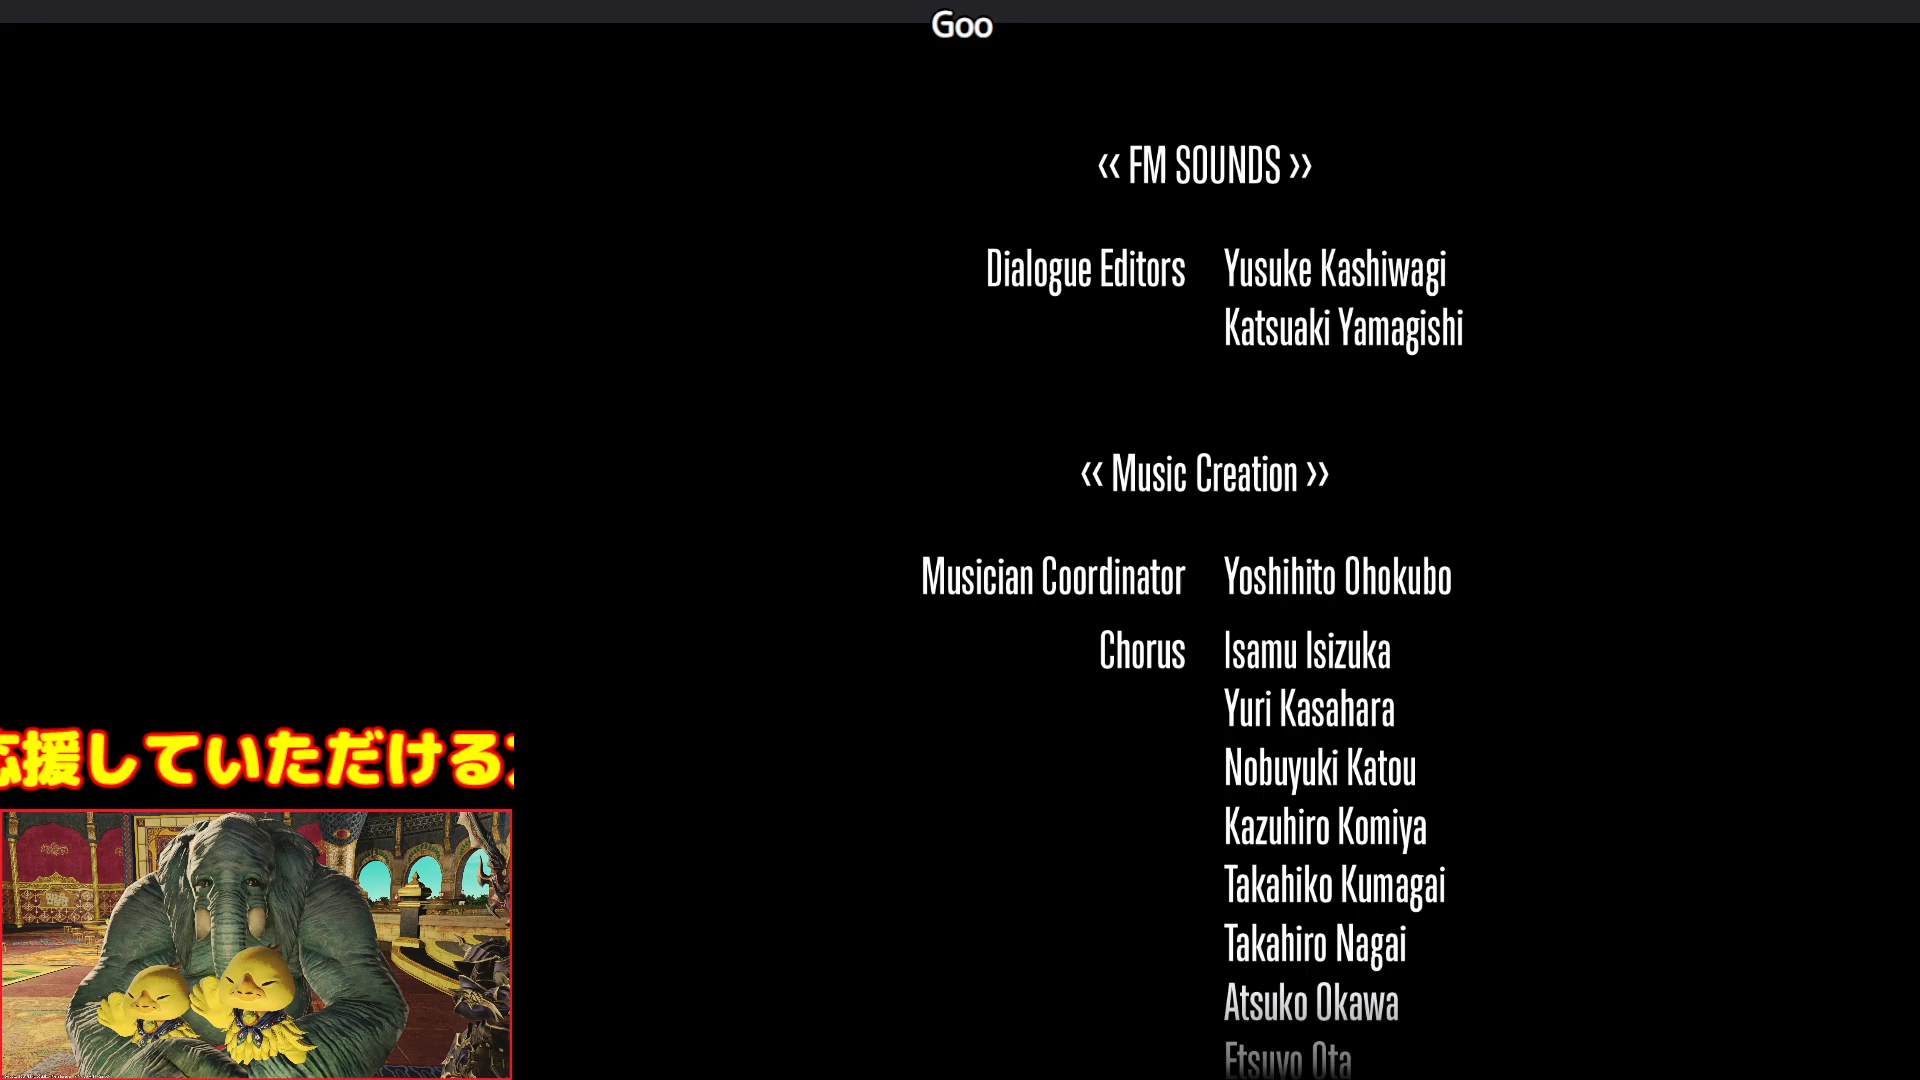 Goo
‹‹ FM SOUNDS ››
Dialogue Editors Yusuke Kashiwagi
Katsuaki Yamagishi
‹‹ Music Creation ››
Musician Coordinator Yoshihito Ohokubo
Chorus Isamu Isizuka
Yuri Kasahara
Nobuyuki Katou
Kazuhiro Komiya
Takahiko Kumagai
Takahiro Nagai
Atsuko Okawa
Etsuyo Ota
応援していただける